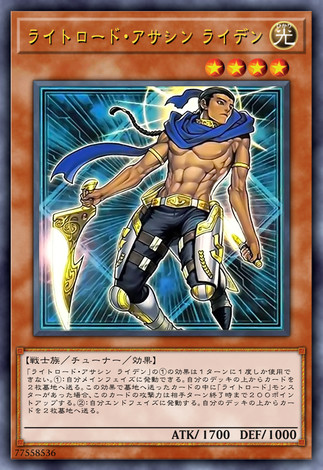 ライトロード・アサシン ライデン
光
【戦士族／チューナー／効果】
「ライトロード・アサシン ライデン」の①の効果は１ターンに１度しか使用で
きない。①：自分メインフェイズに発動できる。自分のデッキの上からカード
を２枚墓地へ送る。この効果で墓地へ送ったカードの中に「ライトロード」モンス
ターがあった場合、このカードの攻撃力は相手ターン終了時まで２００ポイン
トアップする。②：自分エンドフェイズに発動する。自分のデッキの上からカー
ドを２枚墓地へ送る。
ATK/ 1700 DEF/1000
77558536